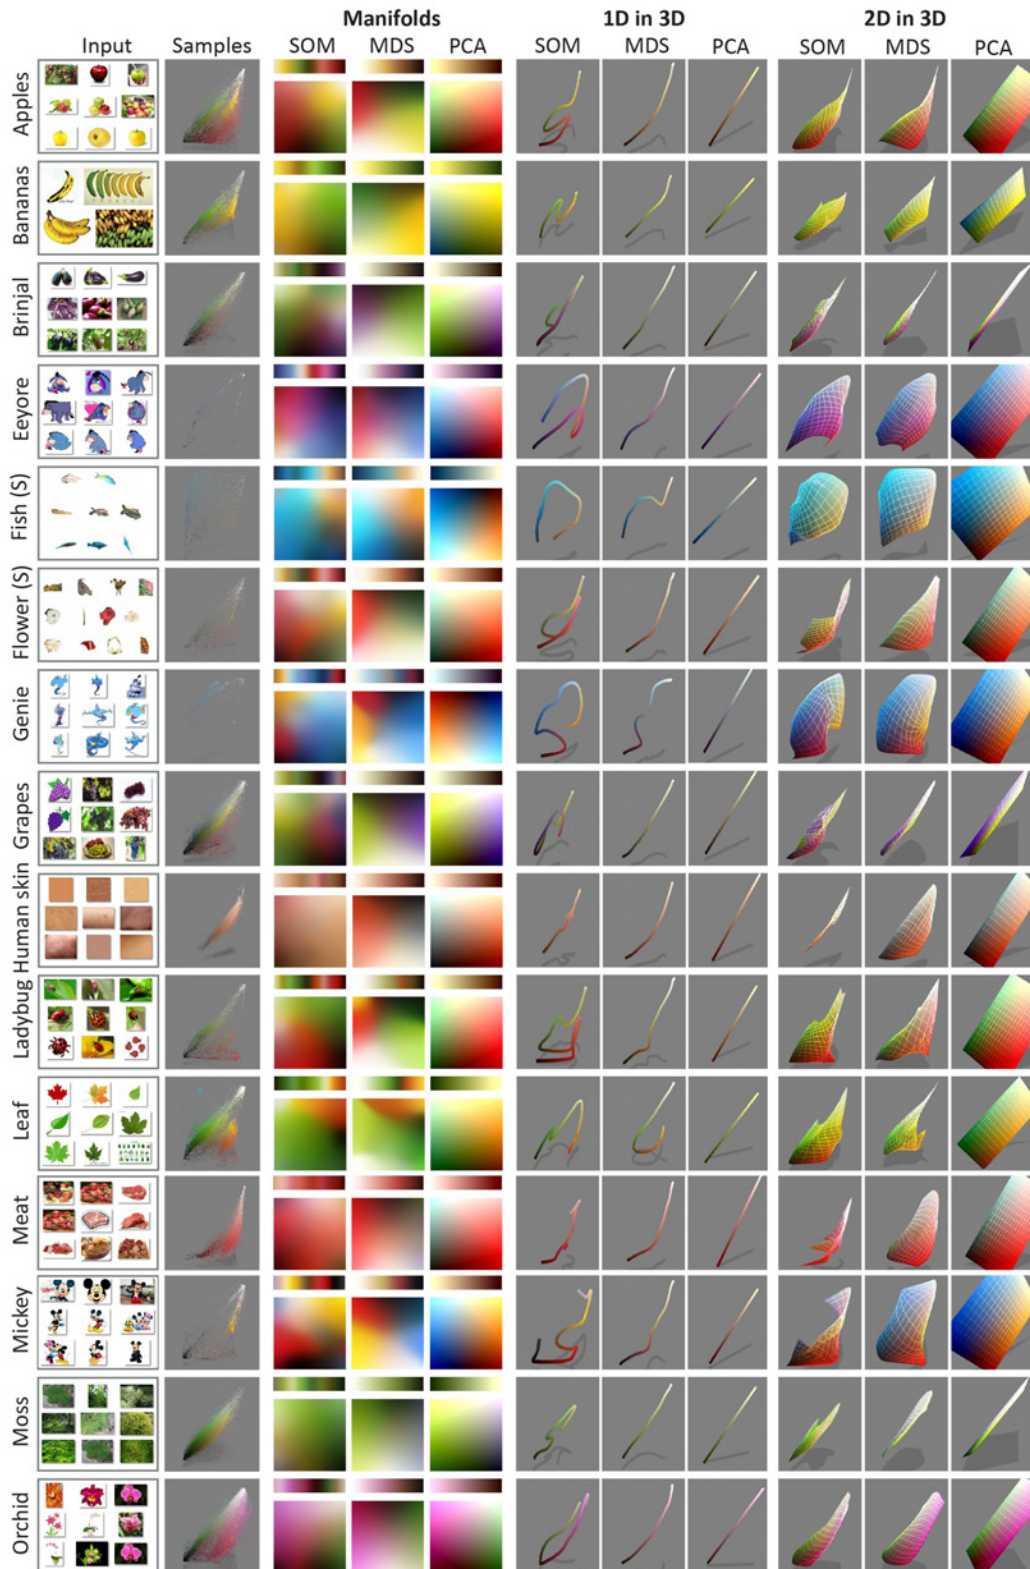 Manifolds 1D in 3D 2D in 3D
Input Samples SOM MDS PCA SOM MDS PCA SOM MDS PCA
Apples
Bananas
Brinjal
Eeyore
Fish (S)
Flower (S)
Genie
Grapes
Human skin
Ladybug
Leaf
Meat
Mickey
Moss
Orchid